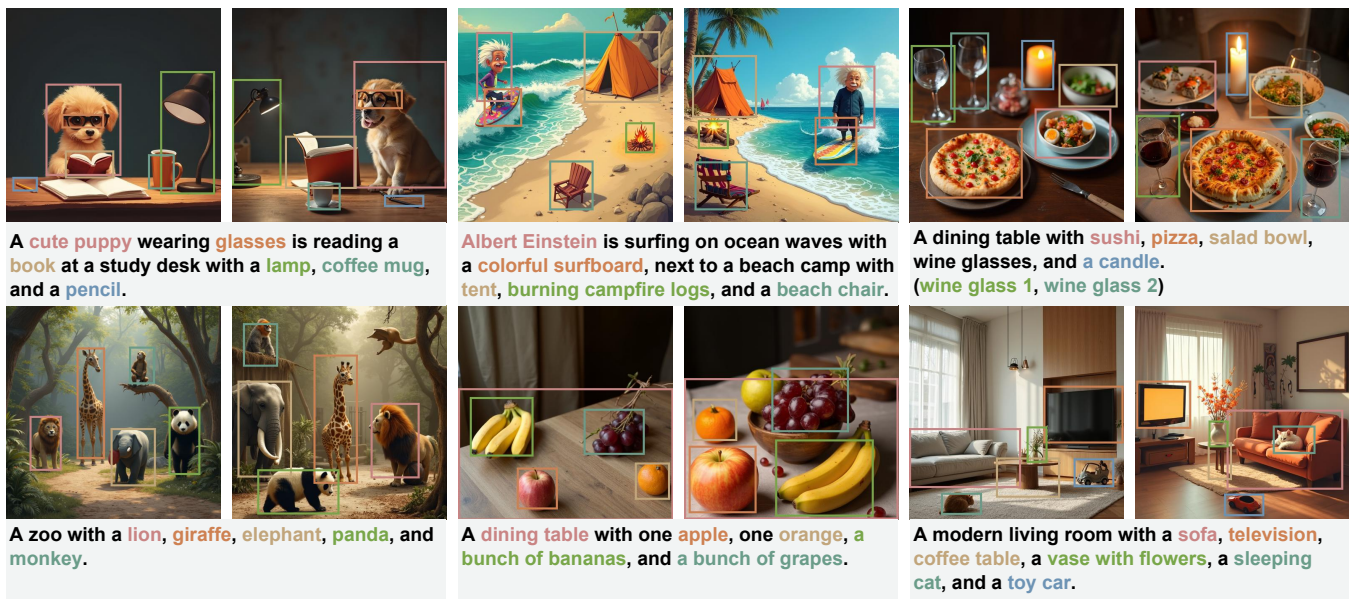 A cute puppy wearing glasses is reading a
book at a study desk with a lamp, coffee mug,
and a pencil.
Albert Einstein is surfing on ocean waves with
a colorful surfboard, next to a beach camp with
tent, burning campfire logs, and a beach chair.
A dining table with sushi, pizza, salad bowl,
wine glasses, and a candle.
(wine glass 1, wine glass 2)
A zoo with a lion, giraffe, elephant, panda, and
monkey.
A dining table with one apple, one orange, a
bunch of bananas, and a bunch of grapes.
A modern living room with a sofa, television,
coffee table, a vase with flowers, a sleeping
cat, and a toy car.